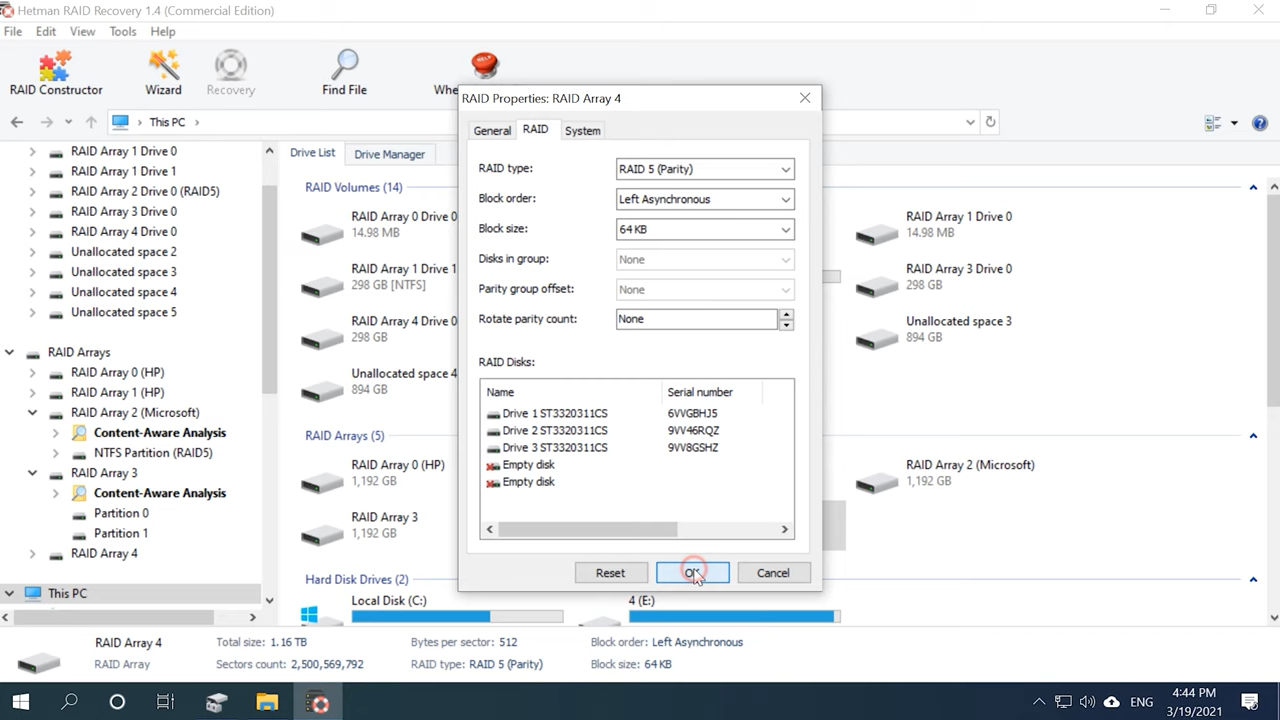 Hetman RAID Recovery 1.4 (Commercial Edition)
File Edit View Tools Help
RAID Constructor Wizard Recovery Find File Whe
HELP
This PC
RAID Array 1 Drive 0
RAID Array 1 Drive 1
RAID Array 2 Drive 0 (RAID5)
RAID Array 3 Drive 0
RAID Array 4 Drive 0
Unallocated space 2
Unallocated space 3
Unallocated space 4
Unallocated space 5
RAID Arrays
RAID Array 0 (HP)
RAID Array 1 (HP)
RAID Array 2 (Microsoft)
Content-Aware Analysis
NTFS Partition (RAID5)
RAID Array 3
Content-Aware Analysis
Partition 0
Partition 1
RAID Array 4
This PC
Drive List Drive Manager
RAID Volumes (14)
RAID Array 0 Drive 0
14.98 MB
RAID Array 1 Drive 0
14.98 MB
RAID Array 1 Drive 1
298 GB [NTFS]
RAID Array 3 Drive 0
298 GB
RAID Array 4 Drive 0
298 GB
Unallocated space 3
894 GB
Unallocated space 4
894 GB
RAID Arrays (5)
RAID Array 0 (HP)
1,192 GB
RAID Array 2 (Microsoft)
1,192 GB
RAID Array 3
1,192 GB
Hard Disk Drives (2)
Local Disk (C:)
4 (E:)
RAID Properties: RAID Array 4
General RAID System
RAID type: RAID 5 (Parity)
Block order: Left Asynchronous
Block size: 64 KB
Disks in group: None
Parity group offset: None
Rotate parity count: None
RAID Disks:
Name Serial number
Drive 1 ST3320311CS 6VVGBHJ5
Drive 2 ST3320311CS 9VV46RQZ
Drive 3 ST3320311CS 9VV8GSHZ
Empty disk
Empty disk
Reset OK Cancel
RAID Array 4 Total size: 1.16 TB Bytes per sector: 512 Block order: Left Asynchronous
RAID Array Sectors count: 2,500,569,792 RAID type: RAID 5 (Parity) Block size: 64 KB
ENG
4:44 PM
3/19/2021